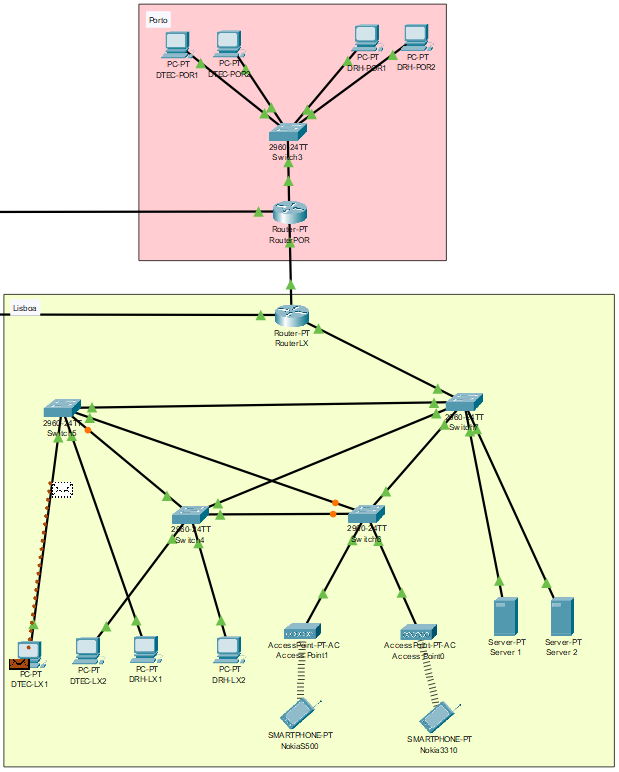 Porto
PC-PT
DTEC-POR1
PC-PT
DTEC-POR2
PC-PT
DRH-POR1
PC-PT
DRH-POR2
2960-24TT
Switch3
Router-PT
RouterPOR
Lisboa
Router-PT
RouterLX
2960-24TT
Switch5
2960-24TT
Switch7
2960-24TT
Switch4
2960-24TT
Switch6
PC-PT
DTEC-LX1
PC-PT
DTEC-LX2
PC-PT
DRH-LX1
PC-PT
DRH-LX2
AccessPoint-PT-AC
Access Point1
AccessPoint-PT-AC
Access Point0
Server-PT
Server 1
Server-PT
Server 2
SMARTPHONE-PT
NokiaS500
SMARTPHONE-PT
Nokia3310